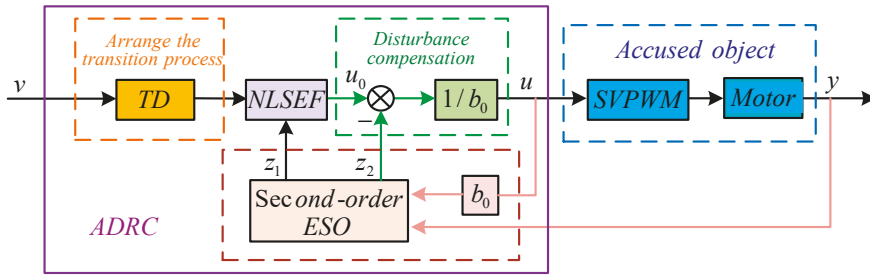 Arrange the
transition process
Disturbance
compensation
Accused object
v
TD
NLSEF
u₀
−
1/b₀
u
SVPWM
Motor
y
z₁
z₂
Second-order
ESO
b₀
ADRC